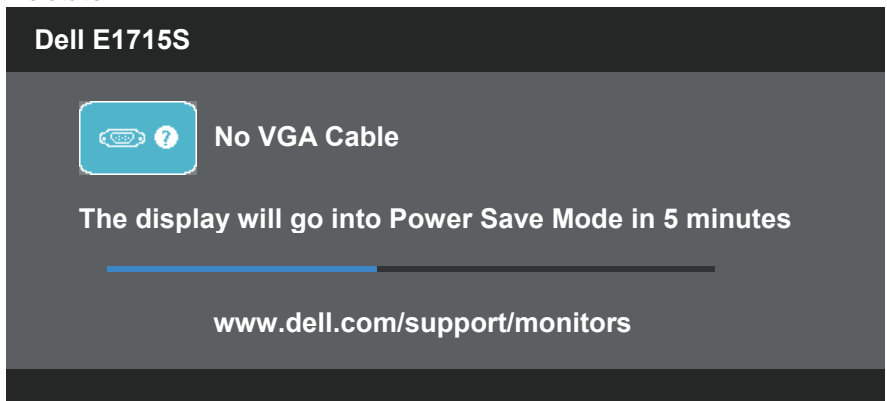 Dell E1715S
No VGA Cable
The display will go into Power Save Mode in 5 minutes
www.dell.com/support/monitors